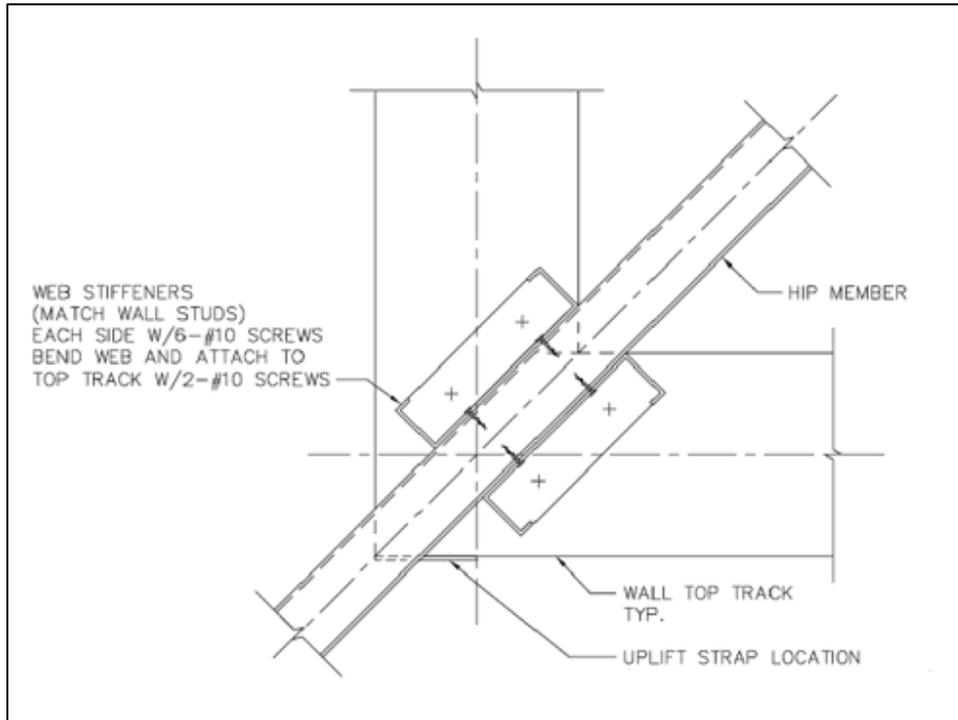 WEB STIFFENERS
(MATCH WALL STUDS)
EACH SIDE W/6-#10 SCREWS
BEND WEB AND ATTACH TO
TOP TRACK W/2-#10 SCREWS
HIP MEMBER
WALL TOP TRACK
TYP.
UPLIFT STRAP LOCATION